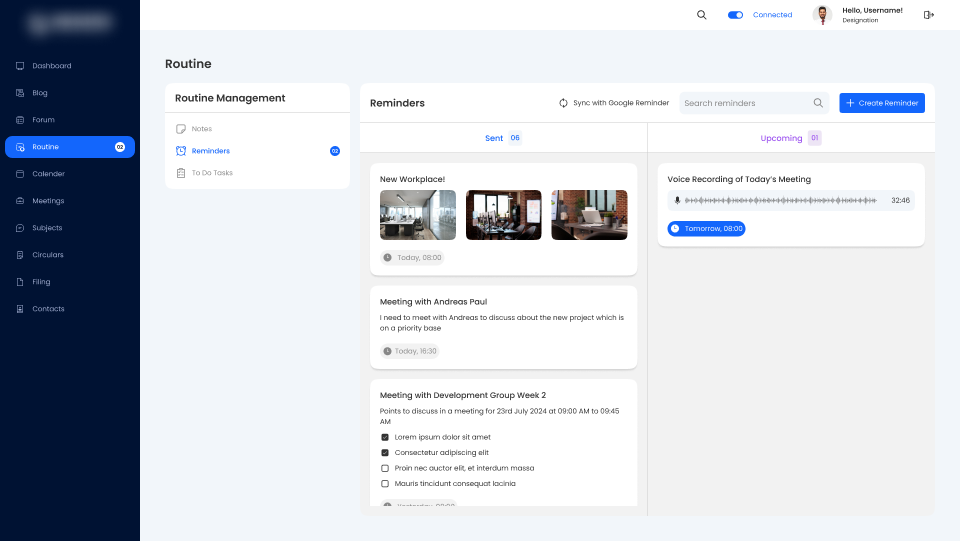 Connected
Hello, Username!
Designation
Dashboard
Blog
Forum
Routine 02
Calender
Meetings
Subjects
Circulars
Filing
Contacts
Routine
Routine Management
Notes
Reminders 02
To Do Tasks
Reminders
Sync with Google Reminder
Search reminders
Create Reminder
Sent 06
Upcoming 01
New Workplace!
Today, 08:00
Meeting with Andreas Paul
I need to meet with Andreas to discuss about the new project which is
on a priority base
Today, 16:30
Meeting with Development Group Week 2
Points to discuss in a meeting for 23rd July 2024 at 09:00 AM to 09:45
AM
Lorem ipsum dolor sit amet
Consectetur adipiscing elit
Proin nec auctor elit, et interdum massa
Mauris tincidunt consequat lacinia
Voice Recording of Today's Meeting
32:46
Tomorrow, 08:00